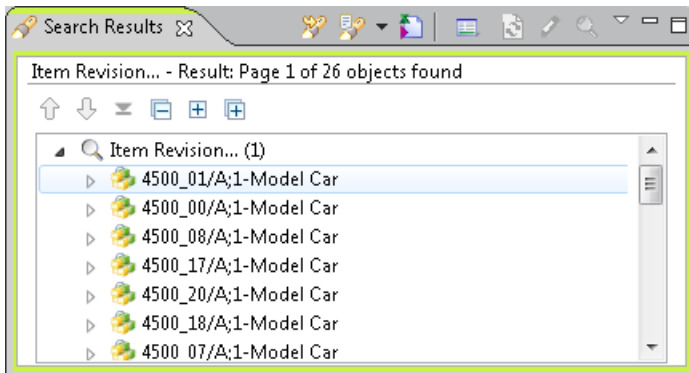 Search Results
Item Revision... - Result: Page 1 of 26 objects found
Item Revision... (1)
4500_01/A;1-Model Car
4500_00/A;1-Model Car
4500_08/A;1-Model Car
4500_17/A;1-Model Car
4500_20/A;1-Model Car
4500_18/A;1-Model Car
4500_07/A;1-Model Car